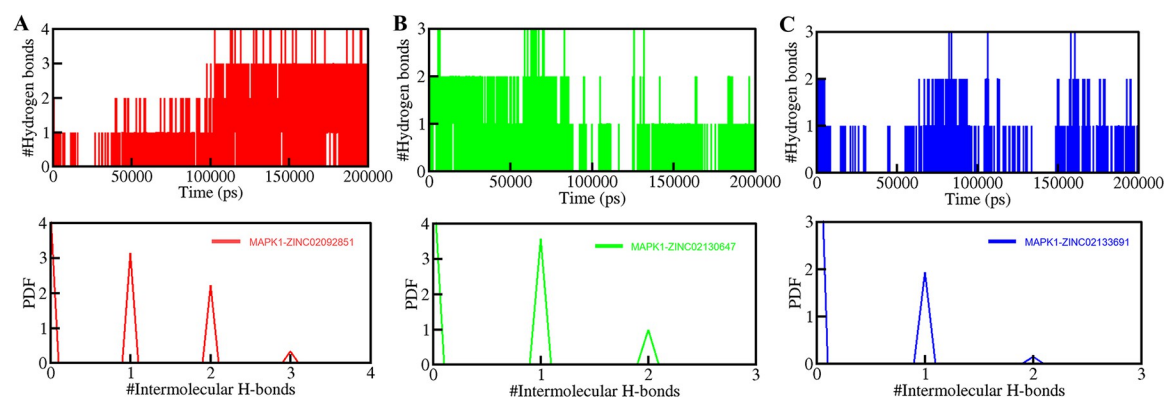 A
#Hydrogen bonds
4
3
2
1
0
0 50000 100000 150000 200000
Time (ps)
B
#Hydrogen bonds
3
2
1
0
0 50000 100000 150000 200000
Time (ps)
C
#Hydrogen bonds
3
2
1
0
0 50000 100000 150000 200000
Time (ps)
PDF
4
3
2
1
0
MAPK1-ZINC02092851
0 1 2 3 4
#Intermolecular H-bonds
PDF
4
3
2
1
0
MAPK1-ZINC02130647
0 1 2 3
#Intermolecular H-bonds
PDF
3
2
1
0
MAPK1-ZINC02133691
0 1 2 3
#Intermolecular H-bonds